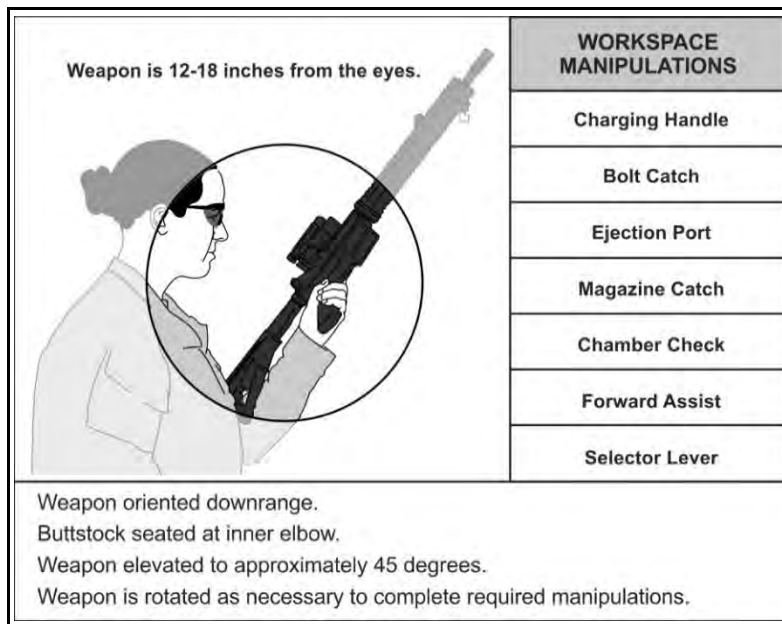 Weapon is 12-18 inches from the eyes.
WORKSPACE
MANIPULATIONS
Charging Handle
Bolt Catch
Ejection Port
Magazine Catch
Chamber Check
Forward Assist
Selector Lever
Weapon oriented downrange.
Buttstock seated at inner elbow.
Weapon elevated to approximately 45 degrees.
Weapon is rotated as necessary to complete required manipulations.